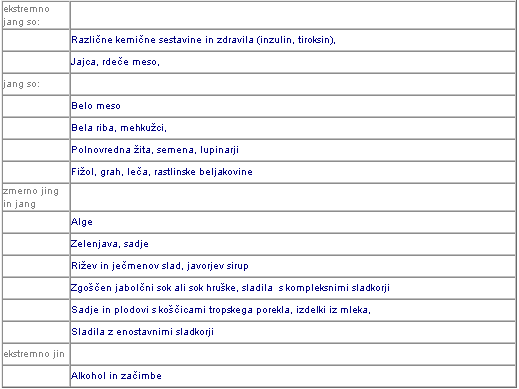 ekstremno
jang so:
Različne kemične sestavine in zdravila (inzulin, tiroksin),
Jajca, rdeče meso,
jang so:
Belo meso
Bela riba, mehkužci,
Polnovredna žita, semena, lupinarji
Fižol, grah, leča, rastlinske beljakovine
zmerno jing
in jang
Alge
Zelenjava, sadje
Rižev in ječmenov slad, javorjev sirup
Zgoščen jabolčni sok ali sok hruške, sladila s kompleksnimi sladkorji
Sadje in plodovi s koščicami tropskega porekla, izdelki iz mleka,
Sladila z enostavnimi sladkorji
ekstremno jin
Alkohol in začimbe